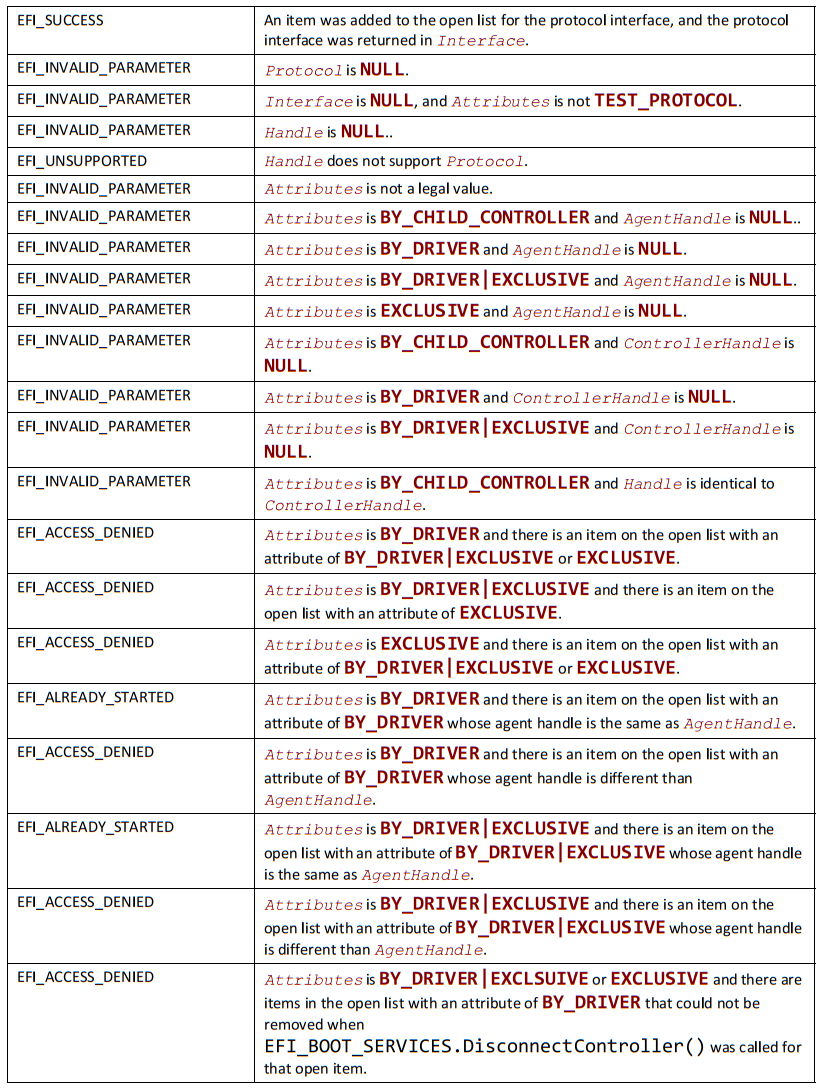 EFI_SUCCESS An item was added to the open list for the protocol interface, and the protocol
interface was returned in Interface.
EFI_INVALID_PARAMETER Protocol is NULL.
EFI_INVALID_PARAMETER Interface is NULL, and Attributes is not TEST_PROTOCOL.
EFI_INVALID_PARAMETER Handle is NULL..
EFI_UNSUPPORTED Handle does not support Protocol.
EFI_INVALID_PARAMETER Attributes is not a legal value.
EFI_INVALID_PARAMETER Attributes is BY_CHILD_CONTROLLER and AgentHandle is NULL..
EFI_INVALID_PARAMETER Attributes is BY_DRIVER and AgentHandle is NULL.
EFI_INVALID_PARAMETER Attributes is BY_DRIVER|EXCLUSIVE and AgentHandle is NULL.
EFI_INVALID_PARAMETER Attributes is EXCLUSIVE and AgentHandle is NULL.
EFI_INVALID_PARAMETER Attributes is BY_CHILD_CONTROLLER and ControllerHandle is
NULL.
EFI_INVALID_PARAMETER Attributes is BY_DRIVER and ControllerHandle is NULL.
EFI_INVALID_PARAMETER Attributes is BY_DRIVER|EXCLUSIVE and ControllerHandle is
NULL.
EFI_INVALID_PARAMETER Attributes is BY_CHILD_CONTROLLER and Handle is identical to
ControllerHandle.
EFI_ACCESS_DENIED Attributes is BY_DRIVER and there is an item on the open list with an
attribute of BY_DRIVER|EXCLUSIVE or EXCLUSIVE.
EFI_ACCESS_DENIED Attributes is BY_DRIVER|EXCLUSIVE and there is an item on the
open list with an attribute of EXCLUSIVE.
EFI_ACCESS_DENIED Attributes is EXCLUSIVE and there is an item on the open list with an
attribute of BY_DRIVER|EXCLUSIVE or EXCLUSIVE.
EFI_ALREADY_STARTED Attributes is BY_DRIVER and there is an item on the open list with an
attribute of BY_DRIVER whose agent handle is the same as AgentHandle.
EFI_ACCESS_DENIED Attributes is BY_DRIVER and there is an item on the open list with an
attribute of BY_DRIVER whose agent handle is different than
AgentHandle.
EFI_ALREADY_STARTED Attributes is BY_DRIVER|EXCLUSIVE and there is an item on the
open list with an attribute of BY_DRIVER|EXCLUSIVE whose agent handle
is the same as AgentHandle.
EFI_ACCESS_DENIED Attributes is BY_DRIVER|EXCLUSIVE and there is an item on the
open list with an attribute of BY_DRIVER|EXCLUSIVE whose agent handle
is different than AgentHandle.
EFI_ACCESS_DENIED Attributes is BY_DRIVER|EXCLSUIVE or EXCLUSIVE and there are
items in the open list with an attribute of BY_DRIVER that could not be
removed when
EFI_BOOT_SERVICES.DisconnectController() was called for
that open item.